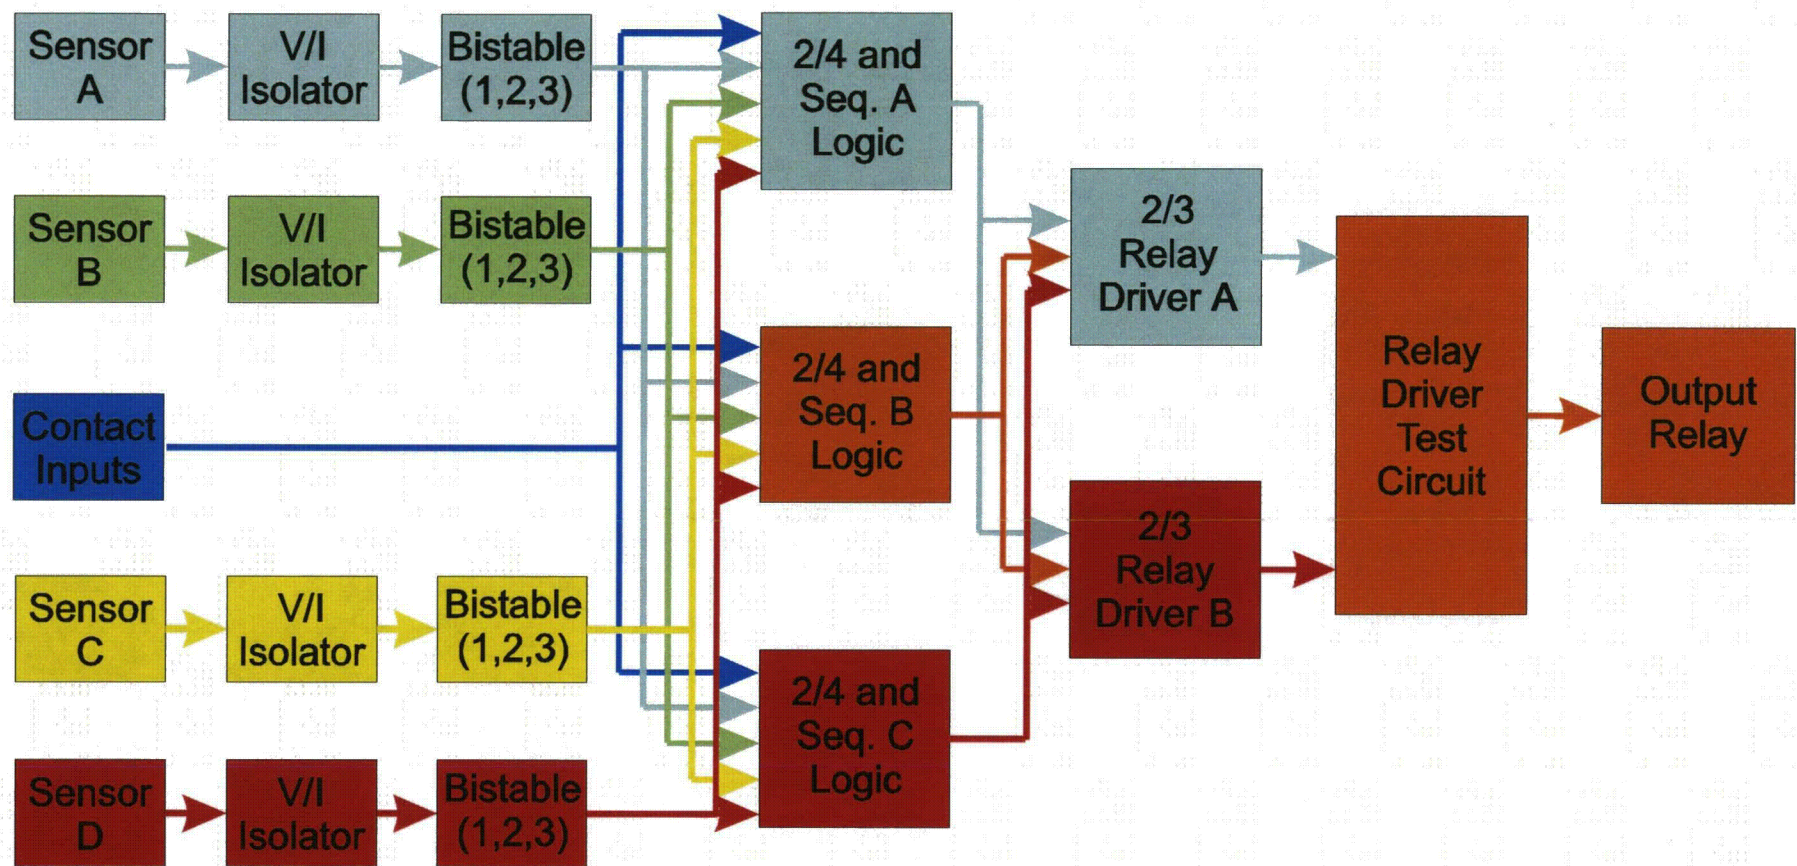 Sensor
A
V/I
Isolator
Bistable
(1,2,3)
2/4 and
Seq. A
Logic
Sensor
B
V/I
Isolator
Bistable
(1,2,3)
2/3
Relay
Driver A
Contact
Inputs
2/4 and
Seq. B
Logic
Relay
Driver
Test
Circuit
Output
Relay
Sensor
C
V/I
Isolator
Bistable
(1,2,3)
2/3
Relay
Driver B
Sensor
D
V/I
Isolator
Bistable
(1,2,3)
2/4 and
Seq. C
Logic